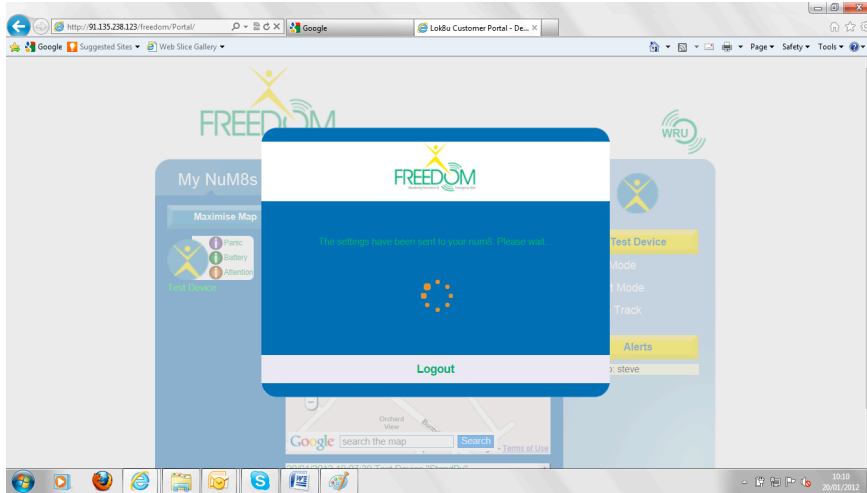 http://91.135.238.123/freedom/Portal/
Google
Lok8u Customer Portal - De...
Google
Suggested Sites
Web Slice Gallery
Page
Safety
Tools
FREEDOM
WRU
My NuM8s
FREEDOM
Maximise Map
Panic
Battery
Attention
Test Device
The settings have been sent to your num8. Please wait...
Test Device
Mode
t Mode
Track
Alerts
Logout
o: steve
Orchard
View
Google
search the map
Search
Terms of Use
10:10
20/01/2012